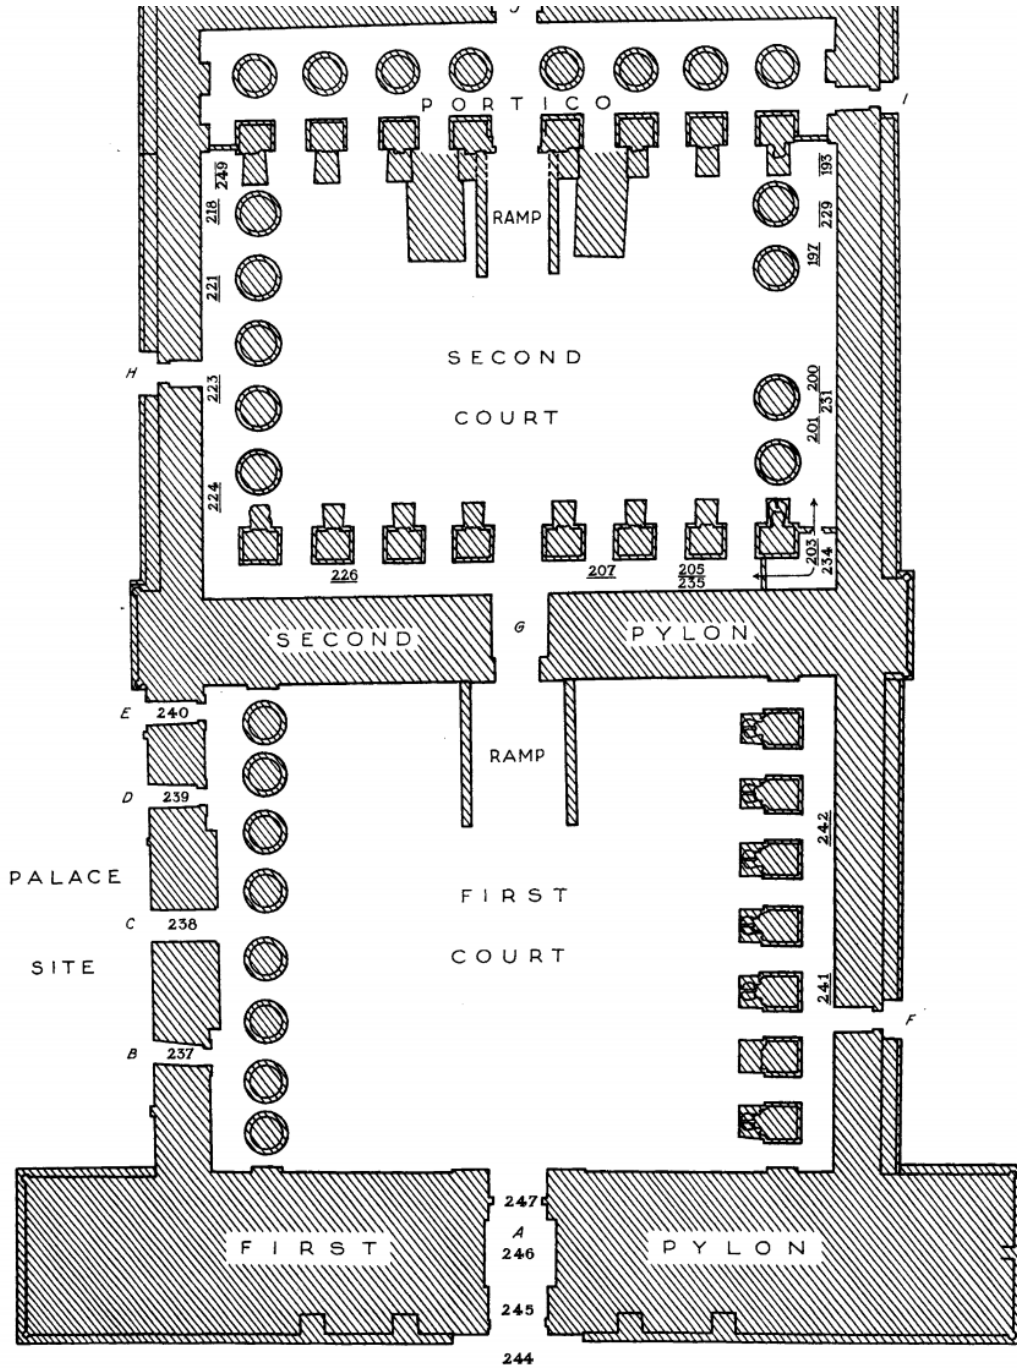 J
PORTICO
I
249
193
218
RAMP
229
221
197
SECOND
H
223
200
231
COURT
201
224
203
234
226
207
205
235
G
SECOND
PYLON
E
240
RAMP
D
239
242
PALACE
FIRST
C
238
COURT
SITE
241
F
B
237
247
A
246
FIRST
PYLON
245
244